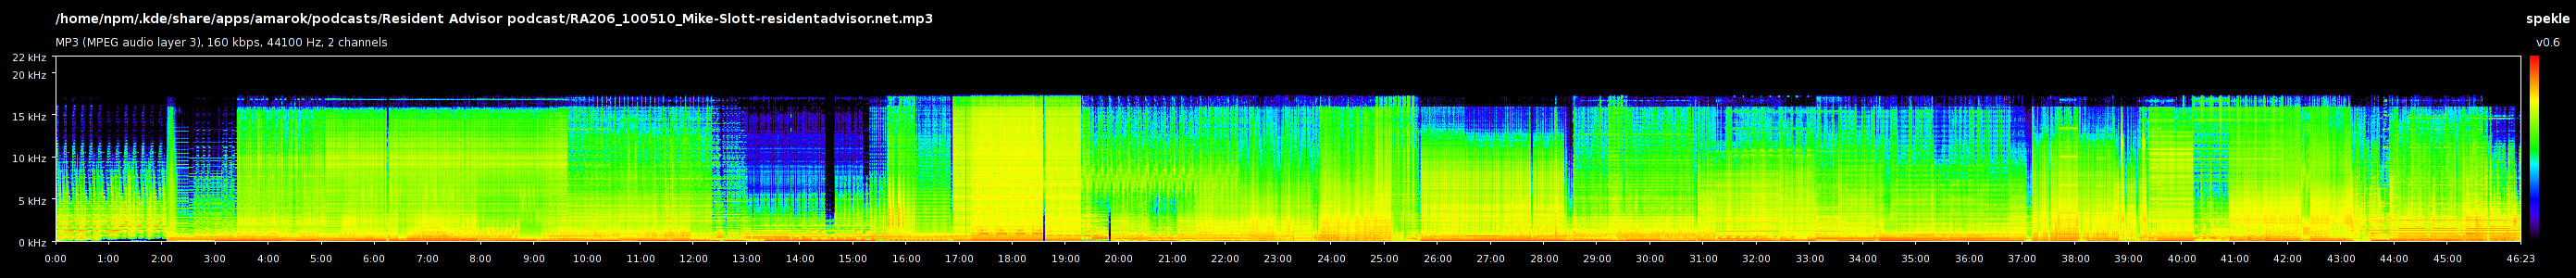 /home/npm/.kde/share/apps/amarok/podcasts/Resident Advisor podcast/RA206_100510_Mike-Slott-residentadvisor.net.mp3
spekle
MP3 (MPEG audio layer 3), 160 kbps, 44100 Hz, 2 channels
v0.6
22 kHz
20 kHz
15 kHz
10 kHz
5 kHz
0 kHz
0:00 1:00 2:00 3:00 4:00 5:00 6:00 7:00 8:00 9:00 10:00 11:00 12:00 13:00 14:00 15:00 16:00 17:00 18:00 19:00 20:00 21:00 22:00 23:00 24:00 25:00 26:00 27:00 28:00 29:00 30:00 31:00 32:00 33:00 34:00 35:00 36:00 37:00 38:00 39:00 40:00 41:00 42:00 43:00 44:00 45:00 46:23